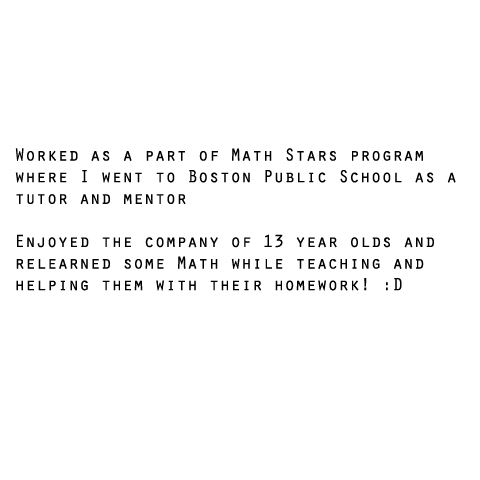 Worked as a part of Math Stars program
where I went to Boston Public School as a
tutor and mentor
Enjoyed the company of 13 year olds and
relearned some Math while teaching and
helping them with their homework! :D